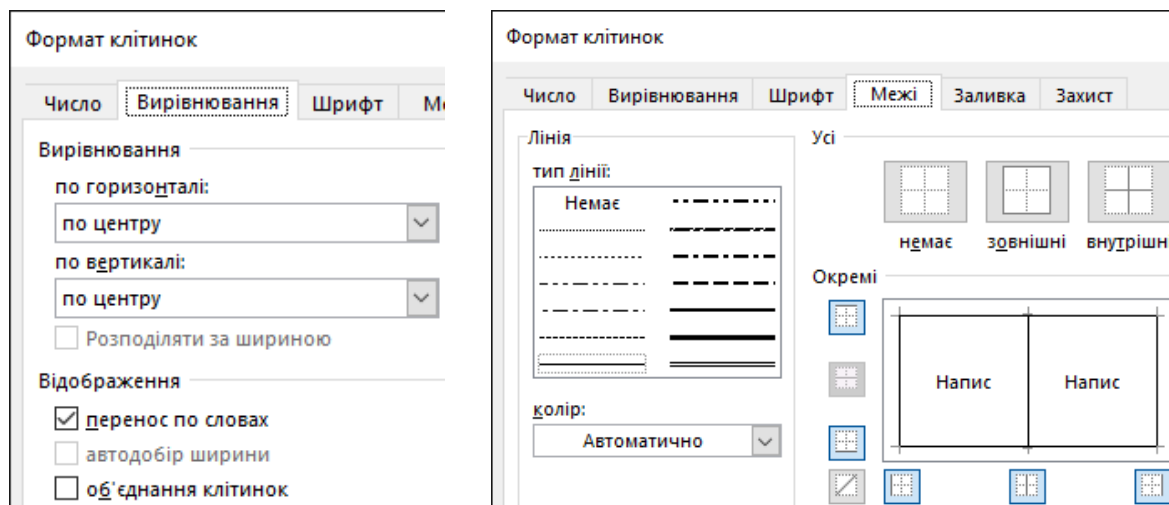 Формат клітинок
Число Вирівнювання Шрифт Ме
Вирівнювання
по горизонталі:
по центру
по вертикалі:
по центру
Розподіляти за шириною
Відображення
перенос по словах
автодобір ширини
об'єднання клітинок
Формат клітинок
Число Вирівнювання Шрифт Межі Заливка Захист
Лінія
тип лінії:
Немає
колір:
Автоматично
Усі
немає зовнішні внутрішні
Окремі
Напис Напис